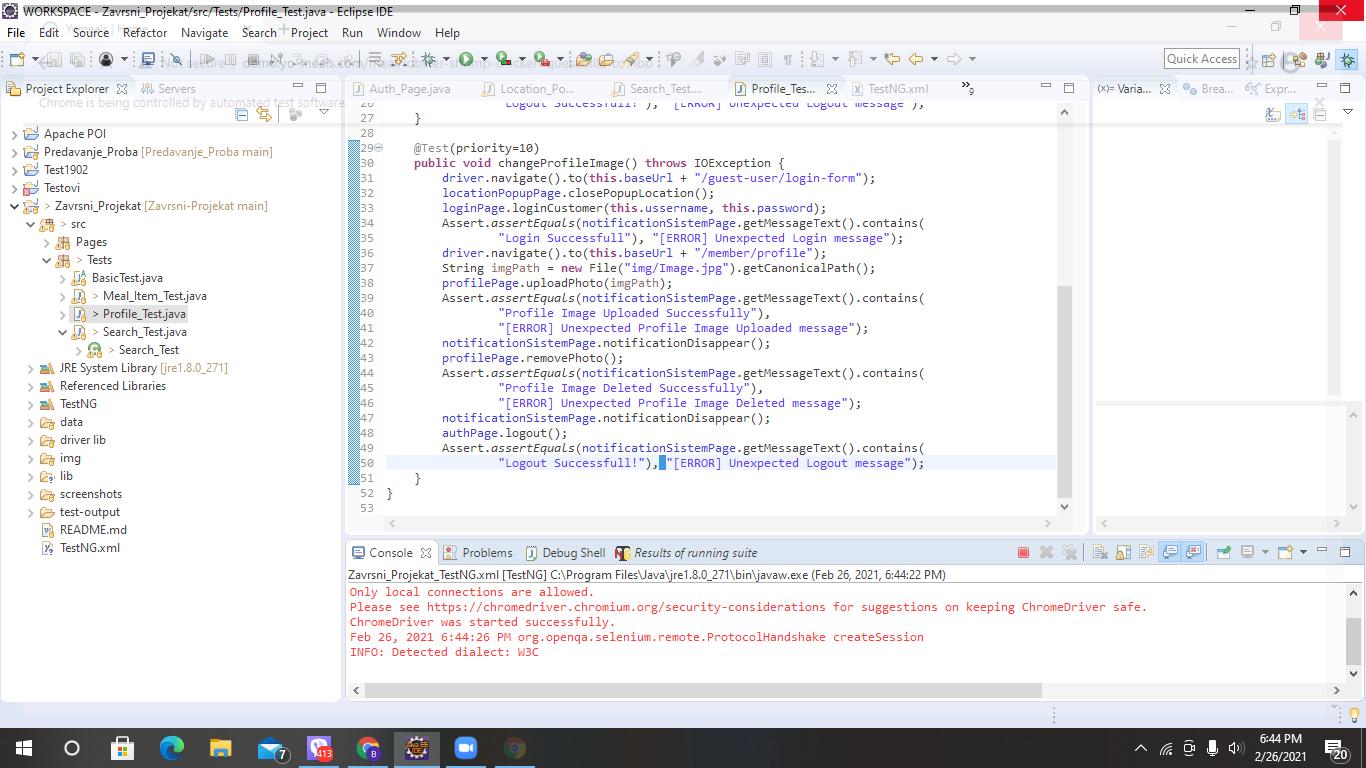 WORKSPACE - Zavrsni_Projekat/src/Tests/Profile_Test.java - Eclipse IDE
File Edit Source Refactor Navigate Search Project Run Window Help
Quick Access
Project Explorer Servers
Auth_Page.java Location_Po... Search_Test... Profile_Tes... TestNG.xml »9
(x)= Varia... Brea... Expr...
Chrome is being controlled by automated test software.
Apache POI
Predavanje_Proba [Predavanje_Proba main]
Test1902
Testovi
> Zavrsni_Projekat [Zavrsni-Projekat main]
> src
Pages
> Tests
BasicTest.java
> Meal_Item_Test.java
> Profile_Test.java
> Search_Test.java
> Search_Test
JRE System Library [jre1.8.0_271]
Referenced Libraries
TestNG
data
driver lib
img
lib
screenshots
test-output
README.md
TestNG.xml
26 "Logout Successfull!"), "[ERROR] Unexpected Logout message");
27 }
28
29 @Test(priority=10)
30 public void changeProfileImage() throws IOException {
31 driver.navigate().to(this.baseUrl + "/guest-user/login-form");
32 locationPopupPage.closePopupLocation();
33 loginPage.loginCustomer(this.ussername, this.password);
34 Assert.assertEquals(notificationSistemPage.getMessageText().contains(
35 "Login Successfull"), "[ERROR] Unexpected Login message");
36 driver.navigate().to(this.baseUrl + "/member/profile");
37 String imgPath = new File("img/Image.jpg").getCanonicalPath();
38 profilePage.uploadPhoto(imgPath);
39 Assert.assertEquals(notificationSistemPage.getMessageText().contains(
40 "Profile Image Uploaded Successfully"),
41 "[ERROR] Unexpected Profile Image Uploaded message");
42 notificationSistemPage.notificationDisappear();
43 profilePage.removePhoto();
44 Assert.assertEquals(notificationSistemPage.getMessageText().contains(
45 "Profile Image Deleted Successfully"),
46 "[ERROR] Unexpected Profile Image Deleted message");
47 notificationSistemPage.notificationDisappear();
48 authPage.logout();
49 Assert.assertEquals(notificationSistemPage.getMessageText().contains(
50 "Logout Successfull!"), "[ERROR] Unexpected Logout message");
51 }
52 }
53
Console Problems Debug Shell Results of running suite
Zavrsni_Projekat_TestNG.xml [TestNG] C:\Program Files\Java\jre1.8.0_271\bin\javaw.exe (Feb 26, 2021, 6:44:22 PM)
Only local connections are allowed.
Please see https://chromedriver.chromium.org/security-considerations for suggestions on keeping ChromeDriver safe.
ChromeDriver was started successfully.
Feb 26, 2021 6:44:26 PM org.openqa.selenium.remote.ProtocolHandshake createSession
INFO: Detected dialect: W3C
7 413 B
6:44 PM
2/26/2021
20